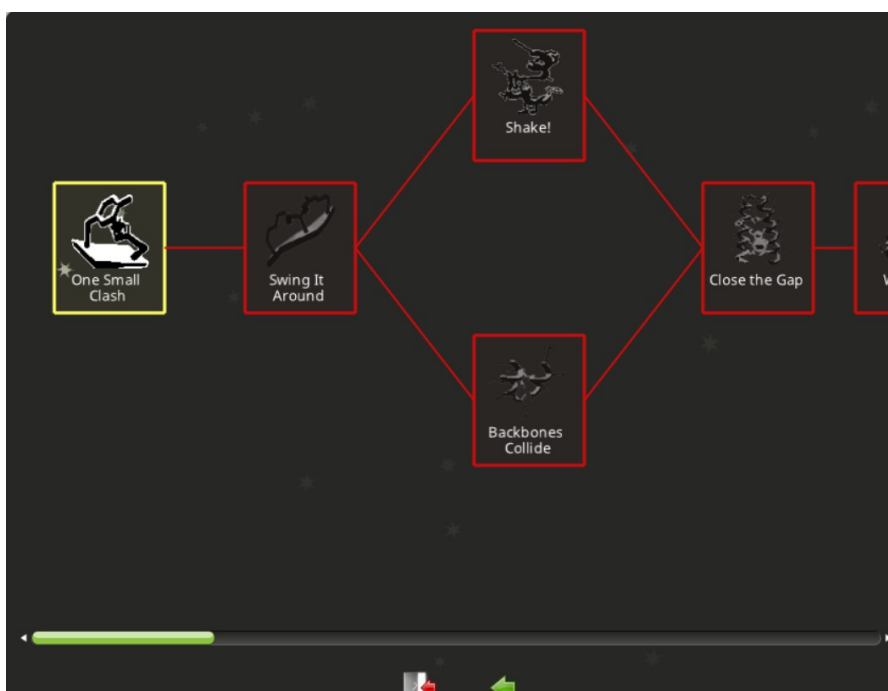 Shake!
One Small
Clash
Swing It
Around
Close the Gap
W
Backbones
Collide